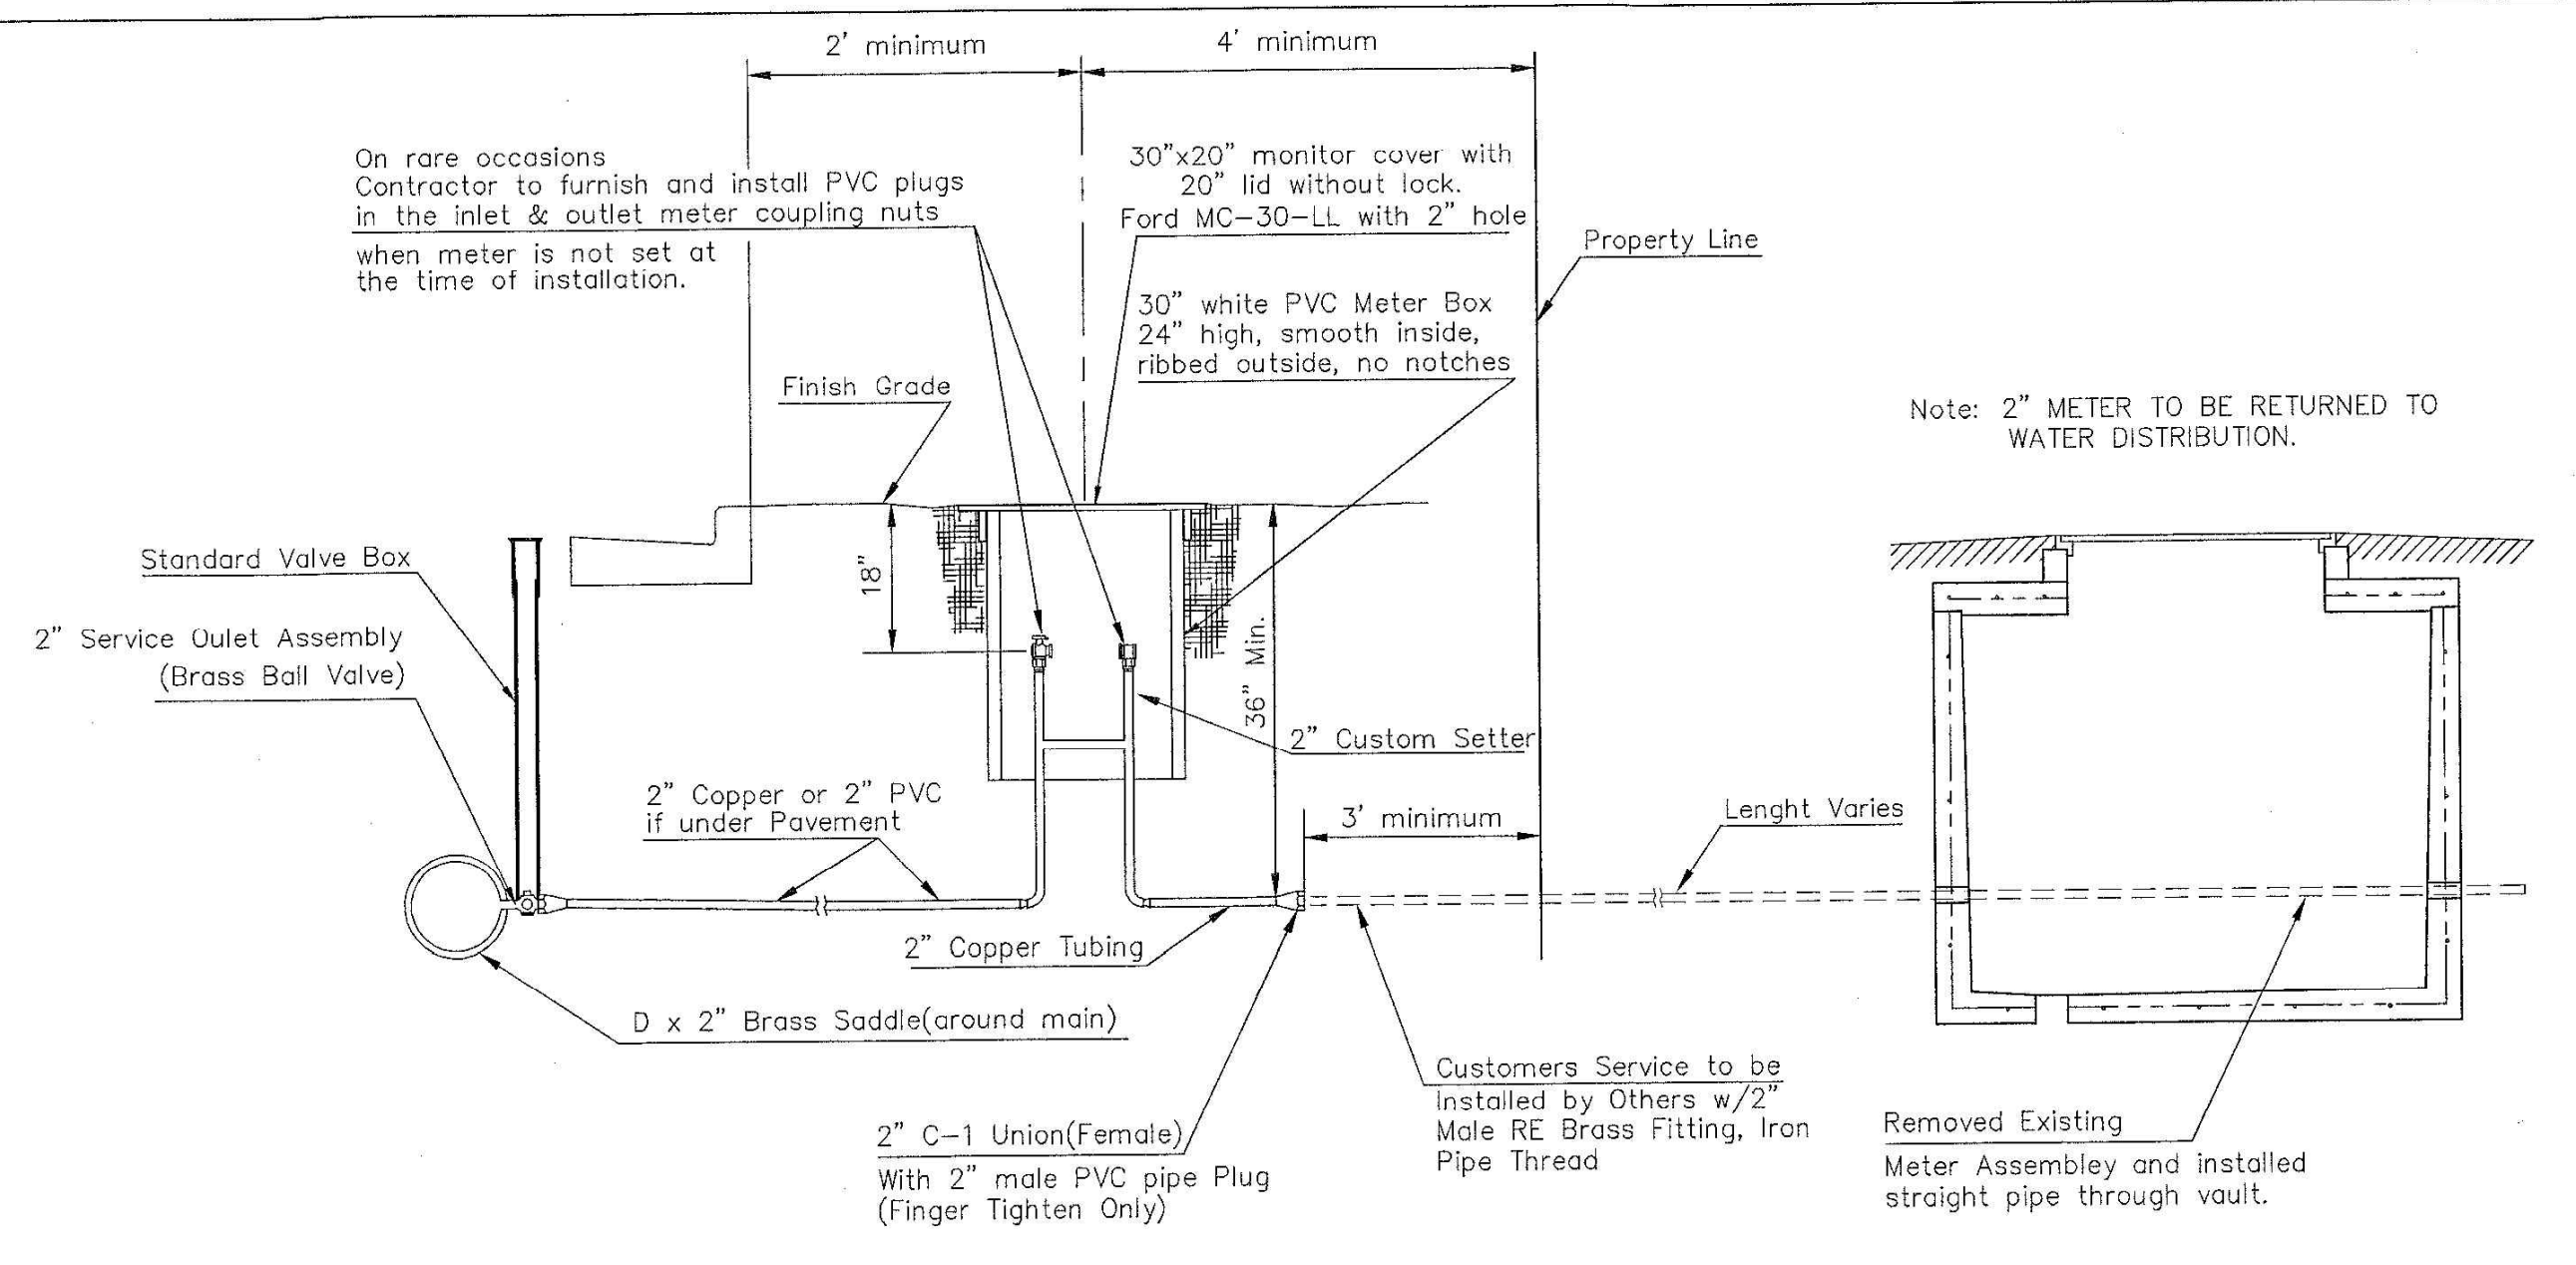 2' minimum
4' minimum
On rare occasions
Contractor to furnish and install PVC plugs
in the inlet & outlet meter coupling nuts
when meter is not set at
the time of installation.
30"x20" monitor cover with
20" lid without lock.
Ford MC-30-LL with 2" hole
Property Line
30" white PVC Meter Box
24" high, smooth inside,
ribbed outside, no notches
Finish Grade
Note: 2" METER TO BE RETURNED TO
WATER DISTRIBUTION.
Standard Valve Box
18"
2" Service Oulet Assembly
(Brass Ball Valve)
36" Min.
2" Custom Setter
2" Copper or 2" PVC
if under Pavement
3' minimum
Lenght Varies
2" Copper Tubing
D x 2" Brass Saddle(around main)
Customers Service to be
Installed by Others w/2"
Male RE Brass Fitting, Iron
Pipe Thread
2" C-1 Union(Female)
With 2" male PVC pipe Plug
(Finger Tighten Only)
Removed Existing
Meter Assembley and installed
straight pipe through vault.